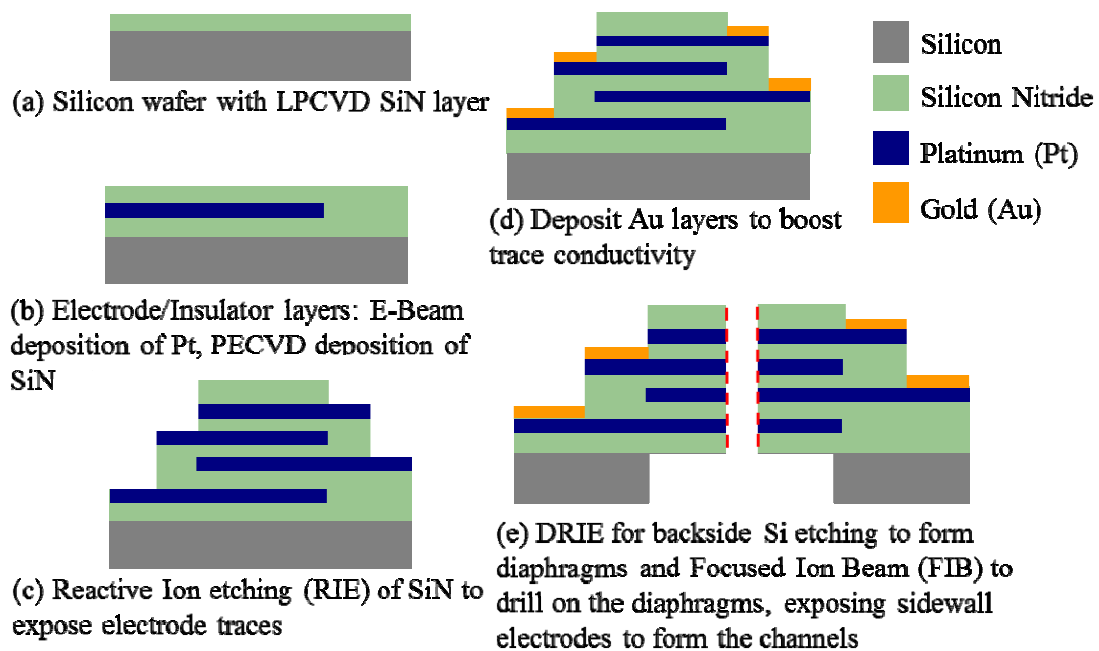 (a) Silicon wafer with LPCVD SiN layer
(b) Electrode/Insulator layers: E-Beam
deposition of Pt, PECVD deposition of
SiN
(c) Reactive Ion etching (RIE) of SiN to
expose electrode traces
(d) Deposit Au layers to boost
trace conductivity
Silicon
Silicon Nitride
Platinum (Pt)
Gold (Au)
(e) DRIE for backside Si etching to form
diaphragms and Focused Ion Beam (FIB) to
drill on the diaphragms, exposing sidewall
electrodes to form the channels